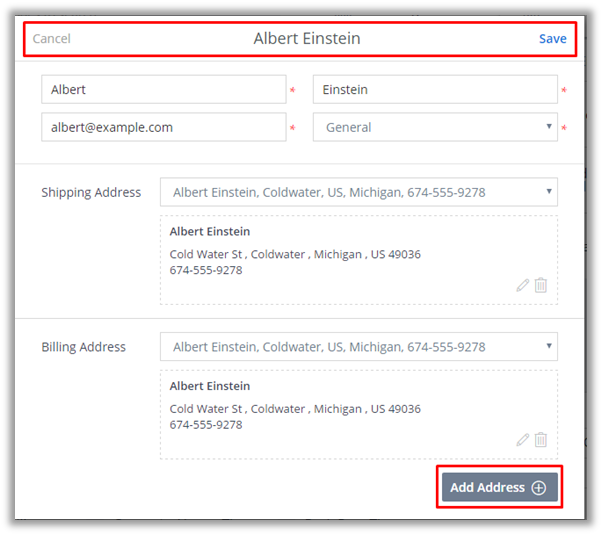 Cancel Albert Einstein Save
Albert * Einstein *
albert@example.com * General *
Shipping Address Albert Einstein, Coldwater, US, Michigan, 674-555-9278
Albert Einstein
Cold Water St , Coldwater , Michigan , US 49036
674-555-9278
Billing Address Albert Einstein, Coldwater, US, Michigan, 674-555-9278
Albert Einstein
Cold Water St , Coldwater , Michigan , US 49036
674-555-9278
Add Address